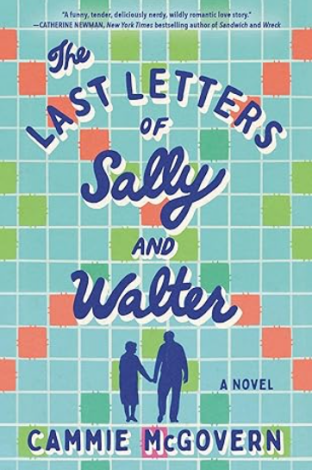 "A funny, tender, deliciously nerdy, wildly romantic love story."
—CATHERINE NEWMAN, New York Times bestselling author of Sandwich and Wreck
The
LAST LETTERS
OF
Sally
AND
Walter
A NOVEL
CAMMIE McGOVERN